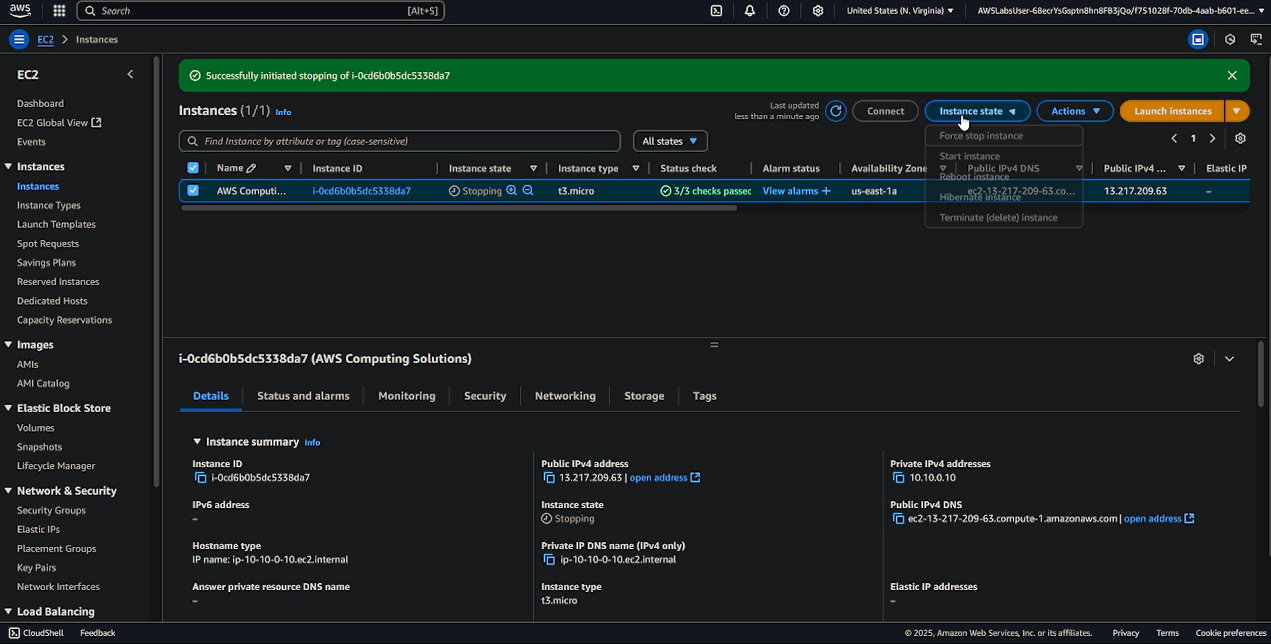 aws
Search [Alt+S]
United States (N. Virginia)
AWSLabsUser-68ecrYsGsptn8hn8FB3jQo/f751028f-70db-4aab-b601-ee...
EC2 > Instances
EC2
Dashboard
EC2 Global View
Events
Instances
Instances
Instance Types
Launch Templates
Spot Requests
Savings Plans
Reserved Instances
Dedicated Hosts
Capacity Reservations
Images
AMIs
AMI Catalog
Elastic Block Store
Volumes
Snapshots
Lifecycle Manager
Network & Security
Security Groups
Elastic IPs
Placement Groups
Key Pairs
Network Interfaces
Load Balancing
Successfully initiated stopping of i-0cd6b0b5dc5338da7
Instances (1/1) Info
Last updated
less than a minute ago
Connect
Instance state
Actions
Launch instances
Find Instance by attribute or tag (case-sensitive)
All states
1
Force stop instance
Start instance
Reboot instance
Hibernate instance
Terminate (delete) instance
Name Instance ID Instance state Instance type Status check Alarm status Availability Zone Public IPv4 DNS Public IPv4 ... Elastic IP
AWS Computi... i-0cd6b0b5dc5338da7 Stopping t3.micro 3/3 checks passed View alarms + us-east-1a ec2-13-217-209-63.co... 13.217.209.63 –
i-0cd6b0b5dc5338da7 (AWS Computing Solutions)
Details Status and alarms Monitoring Security Networking Storage Tags
Instance summary Info
Instance ID
i-0cd6b0b5dc5338da7
Public IPv4 address
13.217.209.63 | open address
Private IPv4 addresses
10.10.0.10
IPv6 address
–
Instance state
Stopping
Public IPv4 DNS
ec2-13-217-209-63.compute-1.amazonaws.com | open address
Hostname type
IP name: ip-10-10-0-10.ec2.internal
Private IP DNS name (IPv4 only)
ip-10-10-0-10.ec2.internal
Answer private resource DNS name
–
Instance type
t3.micro
Elastic IP addresses
–
CloudShell Feedback
© 2025, Amazon Web Services, Inc. or its affiliates. Privacy Terms Cookie preferences